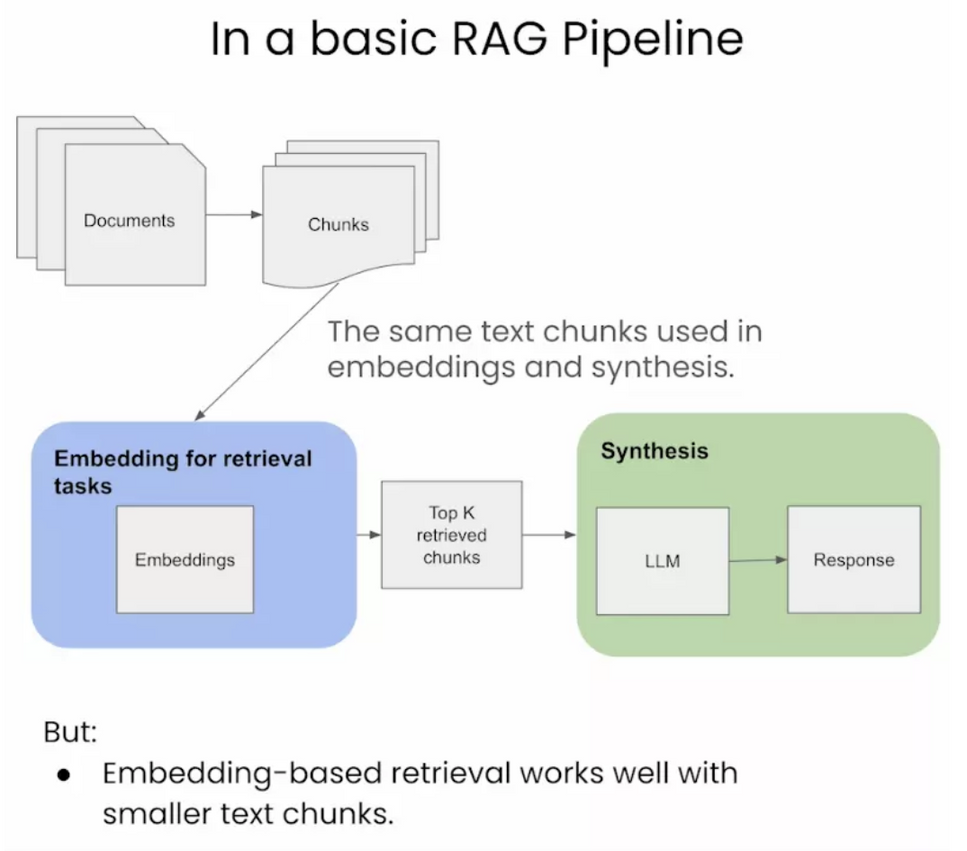 In a basic RAG Pipeline
Documents
Chunks
The same text chunks used in
embeddings and synthesis.
Embedding for retrieval
tasks
Embeddings
Top K
retrieved
chunks
Synthesis
LLM
Response
But:
● Embedding-based retrieval works well with
smaller text chunks.